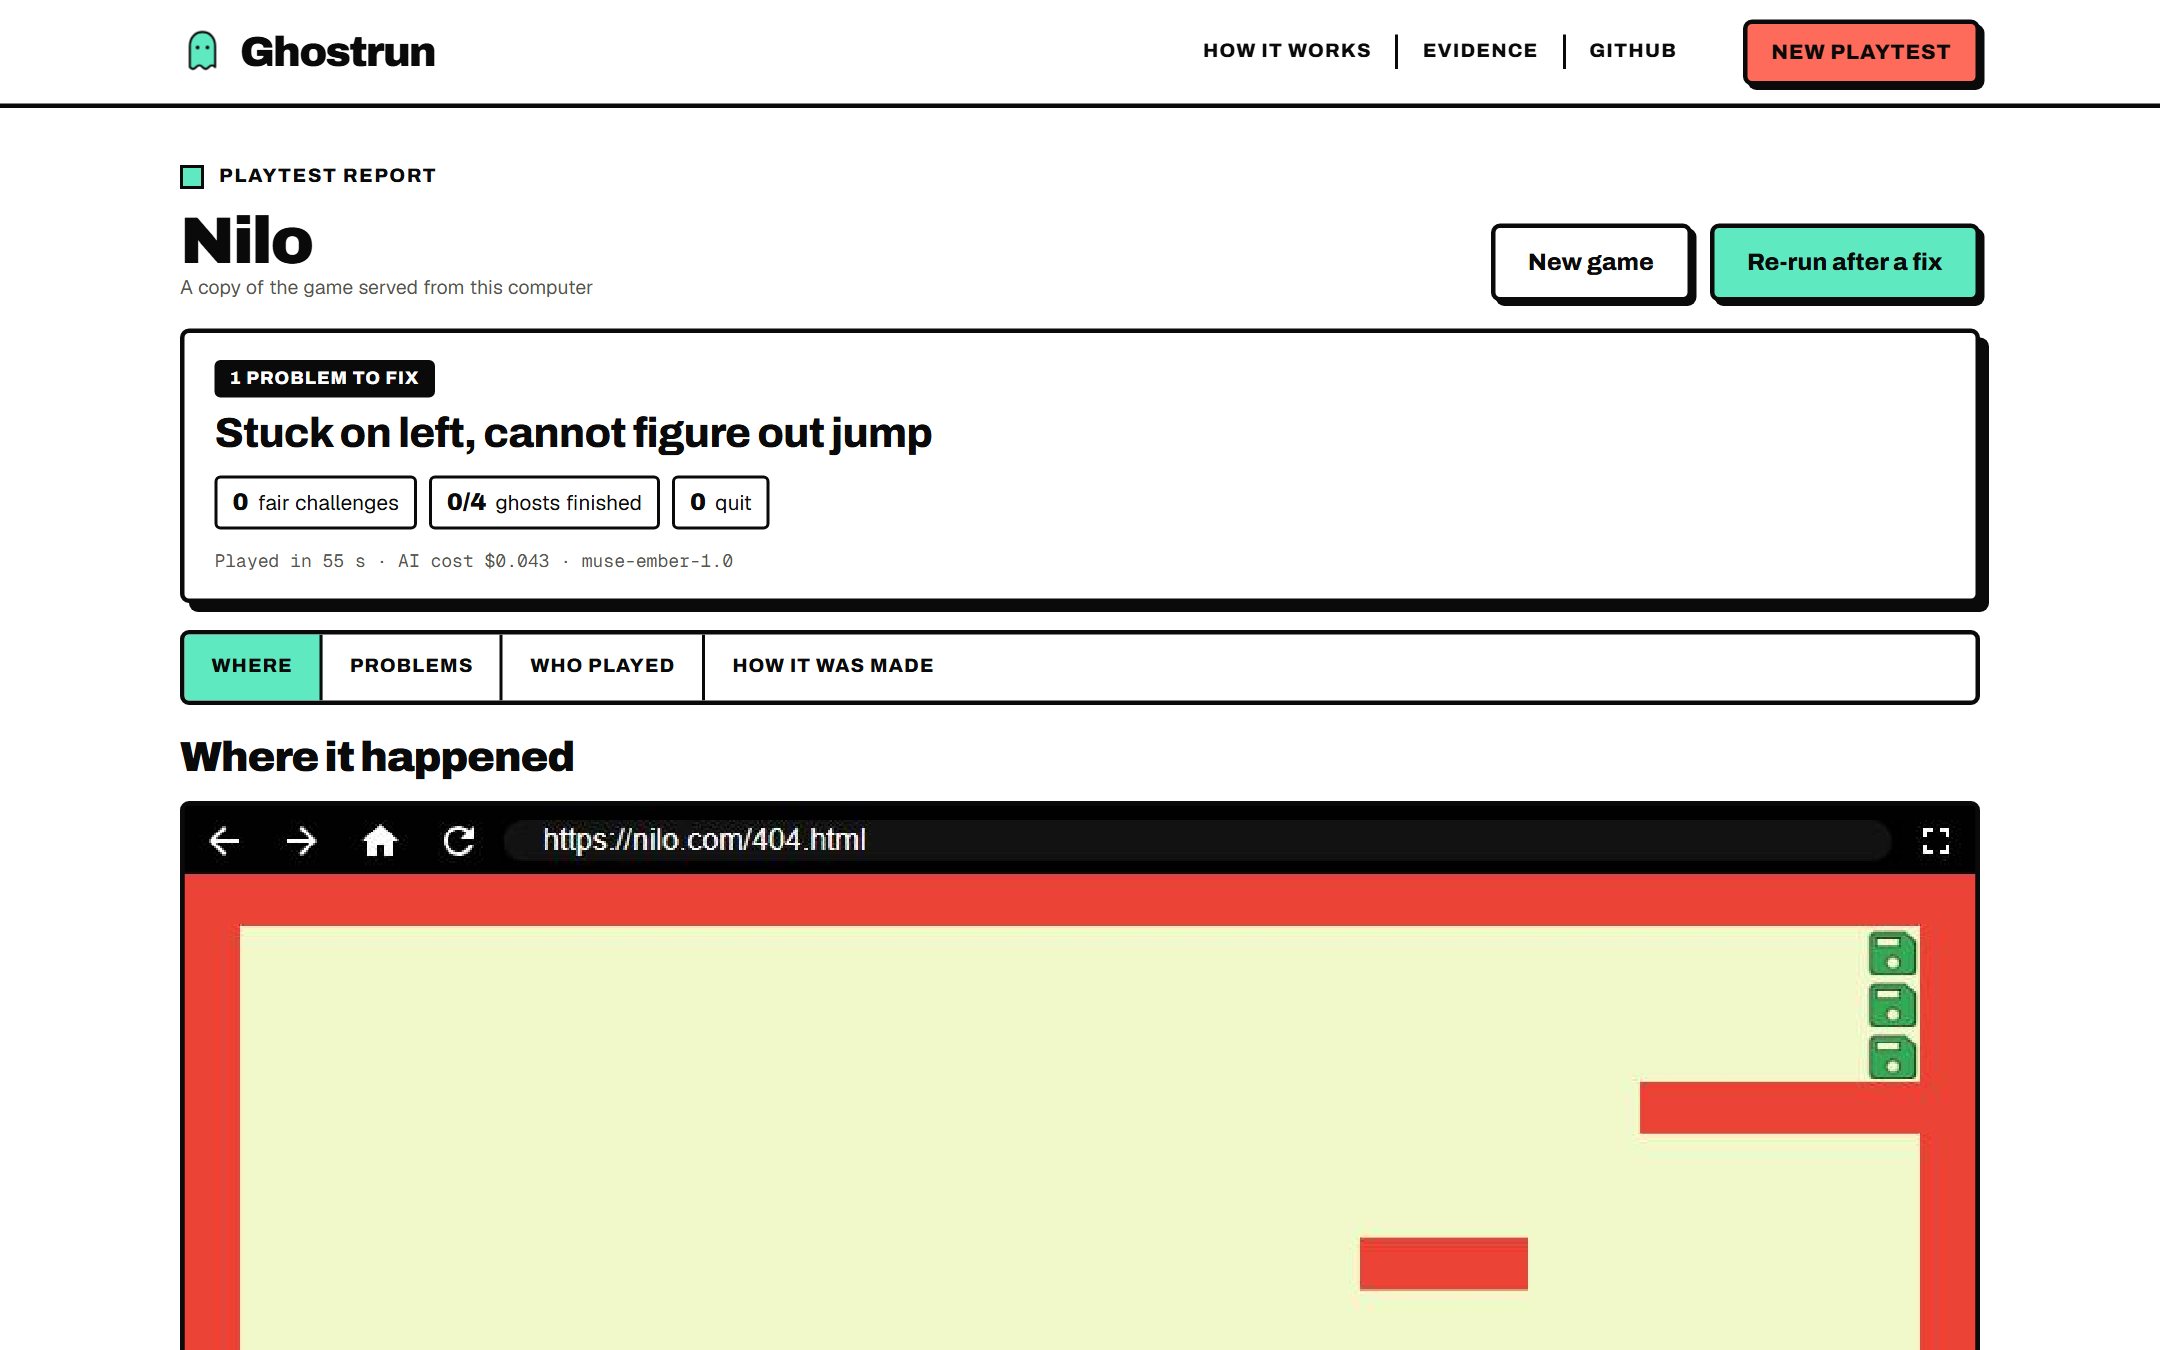 Ghostrun
HOW IT WORKS
EVIDENCE
GITHUB
NEW PLAYTEST
PLAYTEST REPORT
Nilo
A copy of the game served from this computer
New game
Re-run after a fix
1 PROBLEM TO FIX
Stuck on left, cannot figure out jump
0 fair challenges
0/4 ghosts finished
0 quit
Played in 55 s · AI cost $0.043 · muse-ember-1.0
WHERE
PROBLEMS
WHO PLAYED
HOW IT WAS MADE
Where it happened
https://nilo.com/404.html